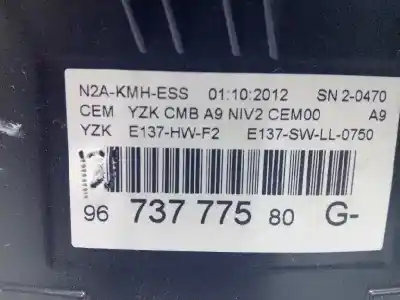 N2A-KMH-ESS 01:10:2012 SN 2-0470
CEM YZK CMB A9 NIV2 CEM00 A9
YZK E137-HW-F2 E137-SW-LL-0750
96 737 775 80 G-